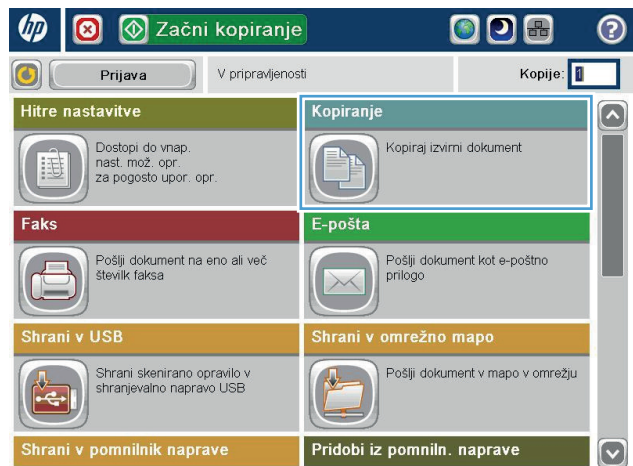 hp
Začni kopiranje
?
Prijava
V pripravljenosti
Kopije: 1
Hitre nastavitve
Dostopi do vnap.
nast. mož. opr.
za pogosto upor. opr.
Kopiranje
Kopiraj izvirni dokument
Faks
Pošlji dokument na eno ali več
številk faksa
E-pošta
Pošlji dokument kot e-poštno
prilogo
Shrani v USB
Shrani skenirano opravilo v
shranjevalno napravo USB
Shrani v omrežno mapo
Pošlji dokument v mapo v omrežju
Shrani v pomnilnik naprave
Pridobi iz pomniln. naprave